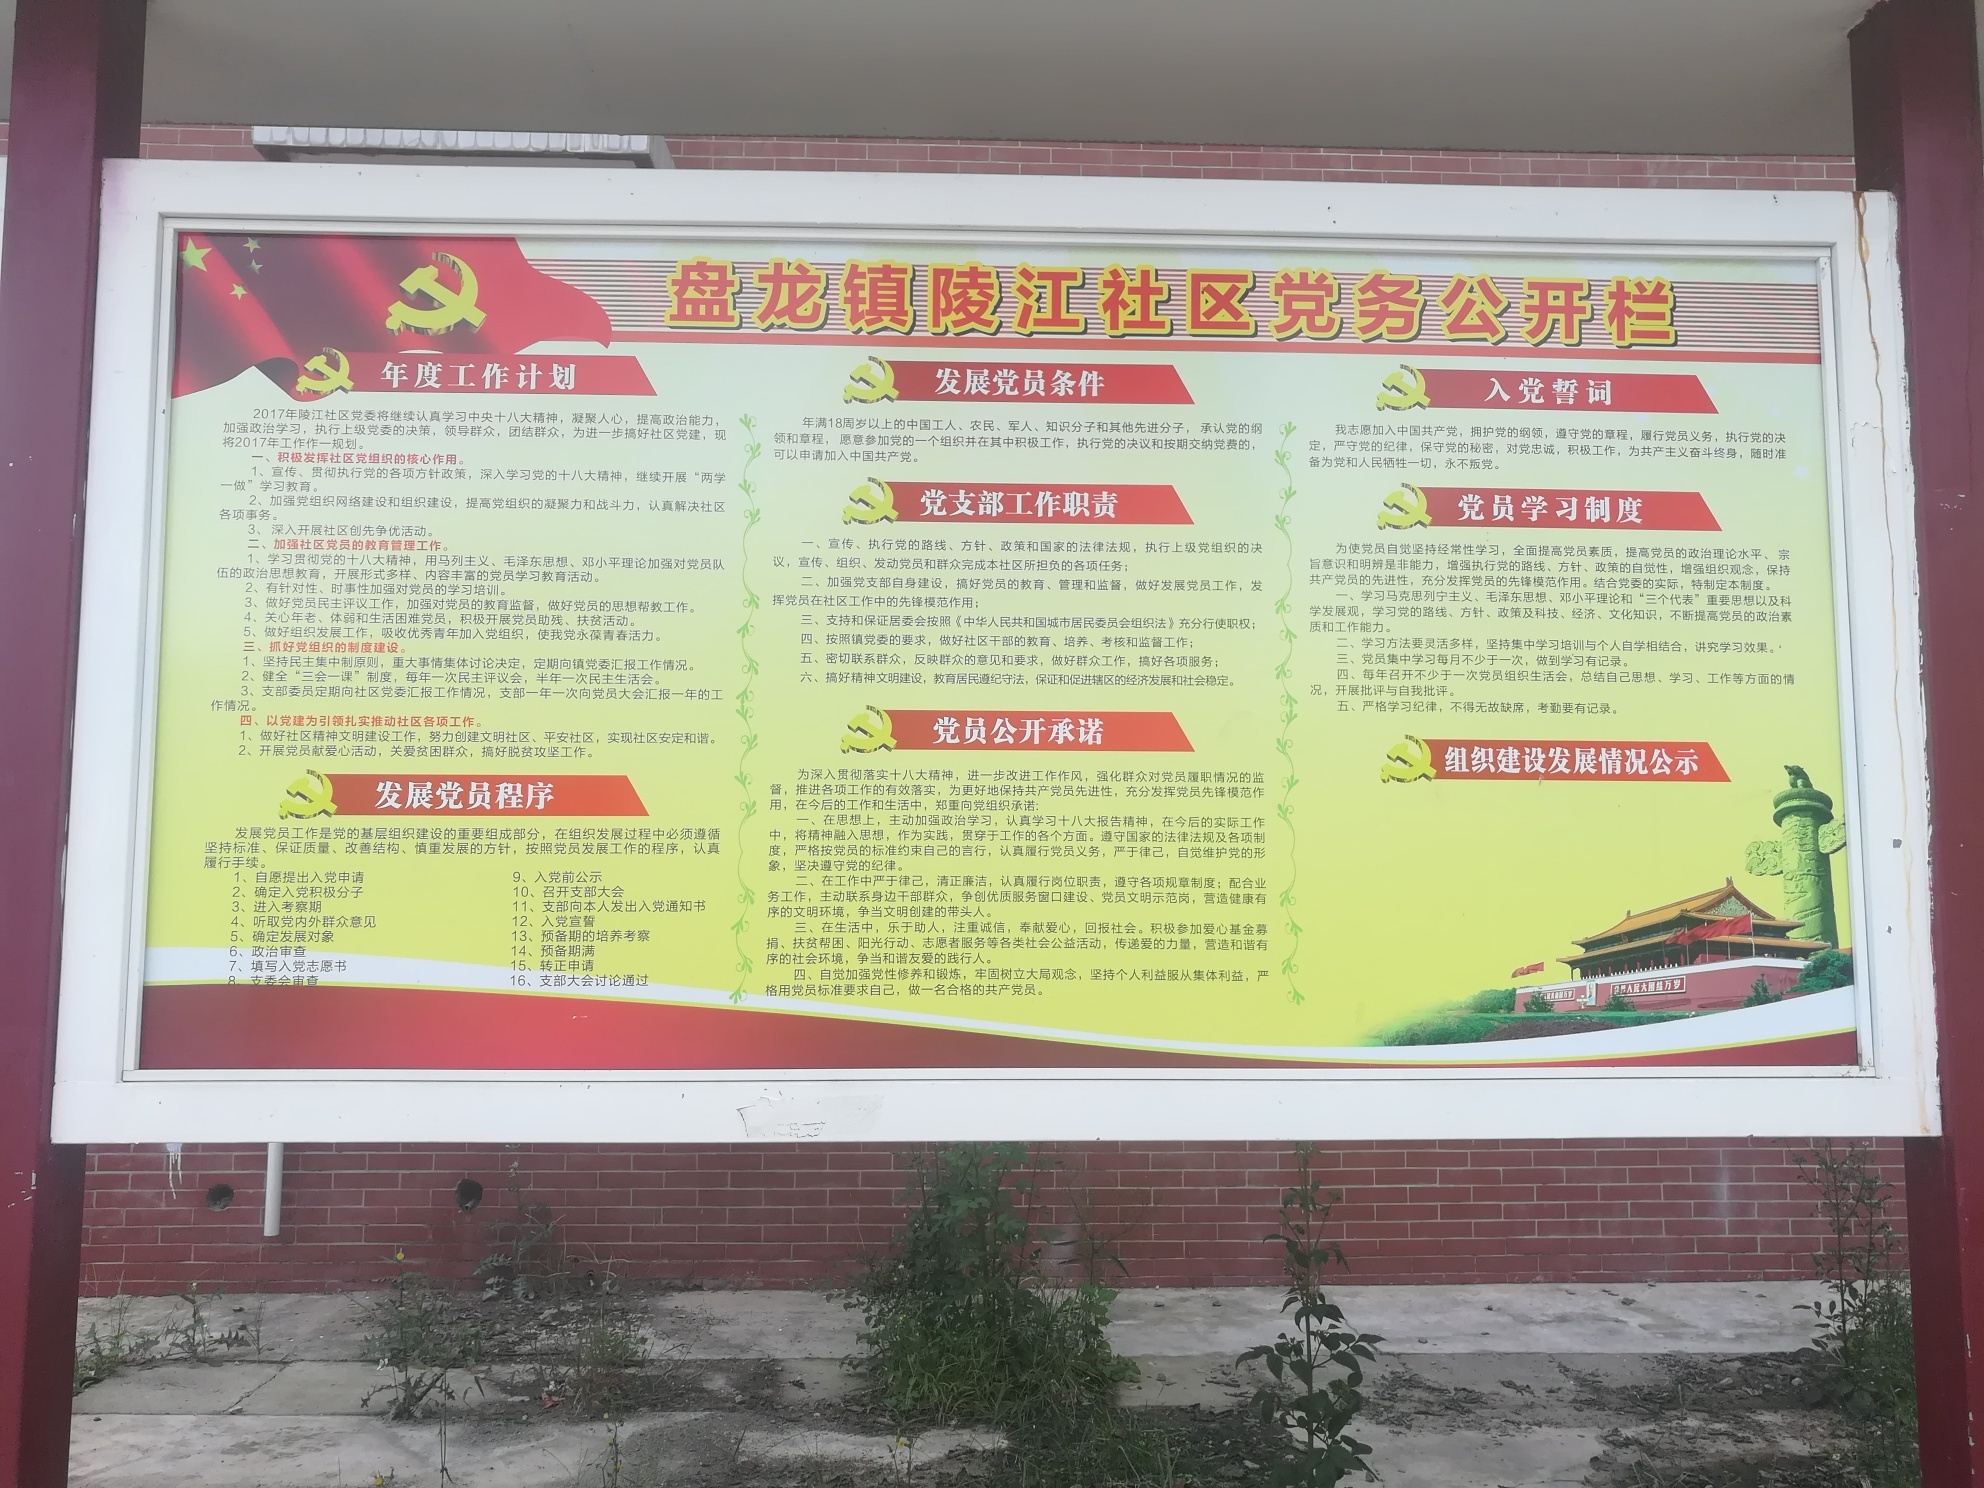 盘龙镇陵江社区党务公开栏
年度工作计划
2017年陵江社区党委将继续认真学习中央十八大精神，凝聚人心，提高政治能力，
加强政治学习，执行上级党委的决策，领导群众，团结群众，为进一步搞好社区党建，现
将2017年工作作一规划。
一、积极发挥社区党组织的核心作用。
1、宣传、贯彻执行党的各项方针政策，深入学习党的十八大精神，继续开展“两学
一做”学习教育。
2、加强党组织网络建设和组织建设，提高党组织的凝聚力和战斗力，认真解决社区
各项事务。
3、深入开展社区创先争优活动。
二、加强社区党员的教育管理工作。
1、学习贯彻党的十八大精神，用马列主义、毛泽东思想、邓小平理论加强对党员队
伍的政治思想教育，开展形式多样、内容丰富的党员学习教育活动。
2、有针对性、时事性加强对党员的学习培训。
3、做好党员民主评议工作，加强对党员的教育监督，做好党员的思想帮教工作。
4、关心年老、体弱和生活困难党员，积极开展党员助残、扶贫活动。
5、做好组织发展工作，吸收优秀青年加入党组织，使我党永葆青春活力。
三、抓好党组织的制度建设。
1、坚持民主集中制原则，重大事情集体讨论决定，定期向镇党委汇报工作情况。
2、健全“三会一课”制度，每年一次民主评议会，半年一次民主生活会。
3、支部委员定期向社区党委汇报工作情况，支部一年一次向党员大会汇报一年的工
作情况。
四、以党建为引领扎实推动社区各项工作。
1、做好社区精神文明建设工作，努力创建文明社区、平安社区，实现社区安定和谐。
2、开展党员献爱心活动，关爱贫困群众，搞好脱贫攻坚工作。
发展党员程序
发展党员工作是党的基层组织建设的重要组成部分，在组织发展过程中必须遵循
坚持标准、保证质量、改善结构、慎重发展的方针，按照党员发展工作的程序，认真
履行手续。
1、自愿提出入党申请
2、确定入党积极分子
3、进入考察期
4、听取党内外群众意见
5、确定发展对象
6、政治审查
7、填写入党志愿书
8、支委会审查
9、入党前公示
10、召开支部大会
11、支部向本人发出入党通知书
12、入党宣誓
13、预备期的培养考察
14、预备期满
15、转正申请
16、支部大会讨论通过
发展党员条件
年满18周岁以上的中国工人、农民、军人、知识分子和其他先进分子，承认党的纲
领和章程，愿意参加党的一个组织并在其中积极工作，执行党的决议和按期交纳党费的，
可以申请加入中国共产党。
党支部工作职责
一、宣传、执行党的路线、方针、政策和国家的法律法规，执行上级党组织的决
议，宣传、组织、发动党员和群众完成本社区所担负的各项任务；
二、加强党支部自身建设，搞好党员的教育、管理和监督，做好发展党员工作，发
挥党员在社区工作中的先锋模范作用；
三、支持和保证居委会按照《中华人民共和国城市居民委员会组织法》充分行使职权；
四、按照镇党委的要求，做好社区干部的教育、培养、考核和监督工作；
五、密切联系群众，反映群众的意见和要求，做好群众工作，搞好各项服务；
六、搞好精神文明建设，教育居民遵纪守法，保证和促进辖区的经济发展和社会稳定。
党员公开承诺
为深入贯彻落实十八大精神，进一步改进工作作风，强化群众对党员履职情况的监
督，推进各项工作的有效落实，为更好地保持共产党员先进性，充分发挥党员先锋模范作
用，在今后的工作和生活中，郑重向党组织承诺：
一、在思想上，主动加强政治学习，认真学习十八大报告精神，在今后的实际工作
中，将精神融入思想，作为实践，贯穿于工作的各个方面。遵守国家的法律法规及各项制
度，严格按党员的标准约束自己的言行，认真履行党员义务，严于律己，自觉维护党的形
象，坚决遵守党的纪律。
二、在工作中严于律己，清正廉洁，认真履行岗位职责，遵守各项规章制度；配合业
务工作，主动联系身边干部群众，争创优质服务窗口建设、党员文明示范岗，营造健康有
序的文明环境，争当文明创建的带头人。
三、在生活中，乐于助人，注重诚信，奉献爱心，回报社会。积极参加爱心基金募
捐、扶贫帮困、阳光行动、志愿者服务等各类社会公益活动，传递爱的力量，营造和谐有
序的社会环境，争当和谐友爱的践行人。
四、自觉加强党性修养和锻炼，牢固树立大局观念，坚持个人利益服从集体利益，严
格用党员标准要求自己，做一名合格的共产党员。
入党誓词
我志愿加入中国共产党，拥护党的纲领，遵守党的章程，履行党员义务，执行党的决
定，严守党的纪律，保守党的秘密，对党忠诚，积极工作，为共产主义奋斗终身，随时准
备为党和人民牺牲一切，永不叛党。
党员学习制度
为使党员自觉坚持经常性学习，全面提高党员素质，提高党员的政治理论水平、宗
旨意识和明辨是非能力，增强执行党的路线、方针、政策的自觉性，增强组织观念，保持
共产党员的先进性，充分发挥党员的先锋模范作用。结合党委的实际，特制定本制度。
一、学习马克思列宁主义、毛泽东思想、邓小平理论和“三个代表”重要思想以及科
学发展观，学习党的路线、方针、政策及科技、经济、文化知识，不断提高党员的政治素
质和工作能力。
二、学习方法要灵活多样，坚持集中学习培训与个人自学相结合，讲究学习效果。
三、党员集中学习每月不少于一次，做到学习有记录。
四、每年召开不少于一次党员组织生活会，总结自己思想、学习、工作等方面的情
况，开展批评与自我批评。
五、严格学习纪律，不得无故缺席，考勤要有记录。
组织建设发展情况公示
人民大团结万岁